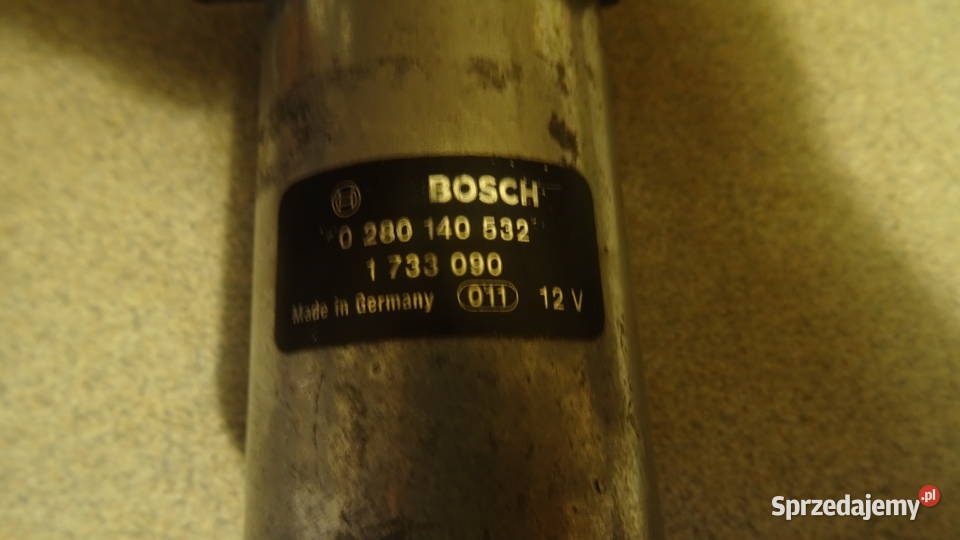 BOSCH
0 280 140 532
1 733 090
Made in Germany 011 12 V
Sprzedajemy.pl